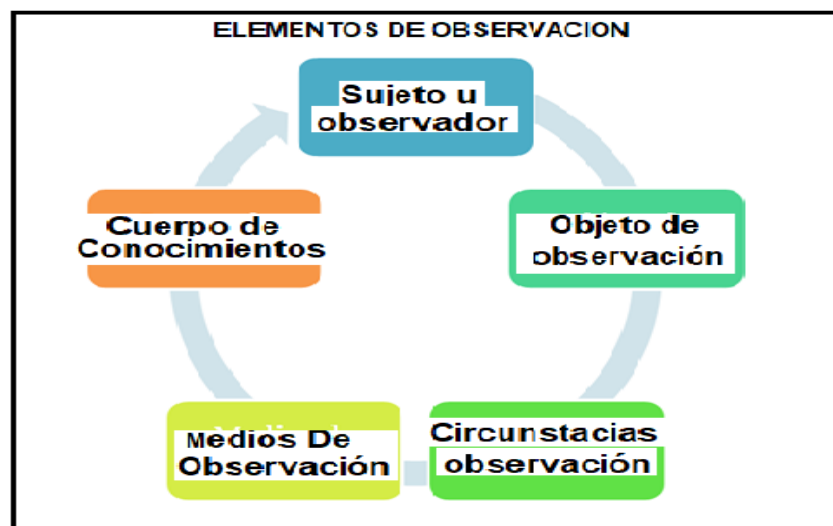 ELEMENTOS DE OBSERVACION
Sujeto u
observador
Objeto de
observación
Circunstacias
observación
Medios De
Observación
Cuerpo de
Conocimientos